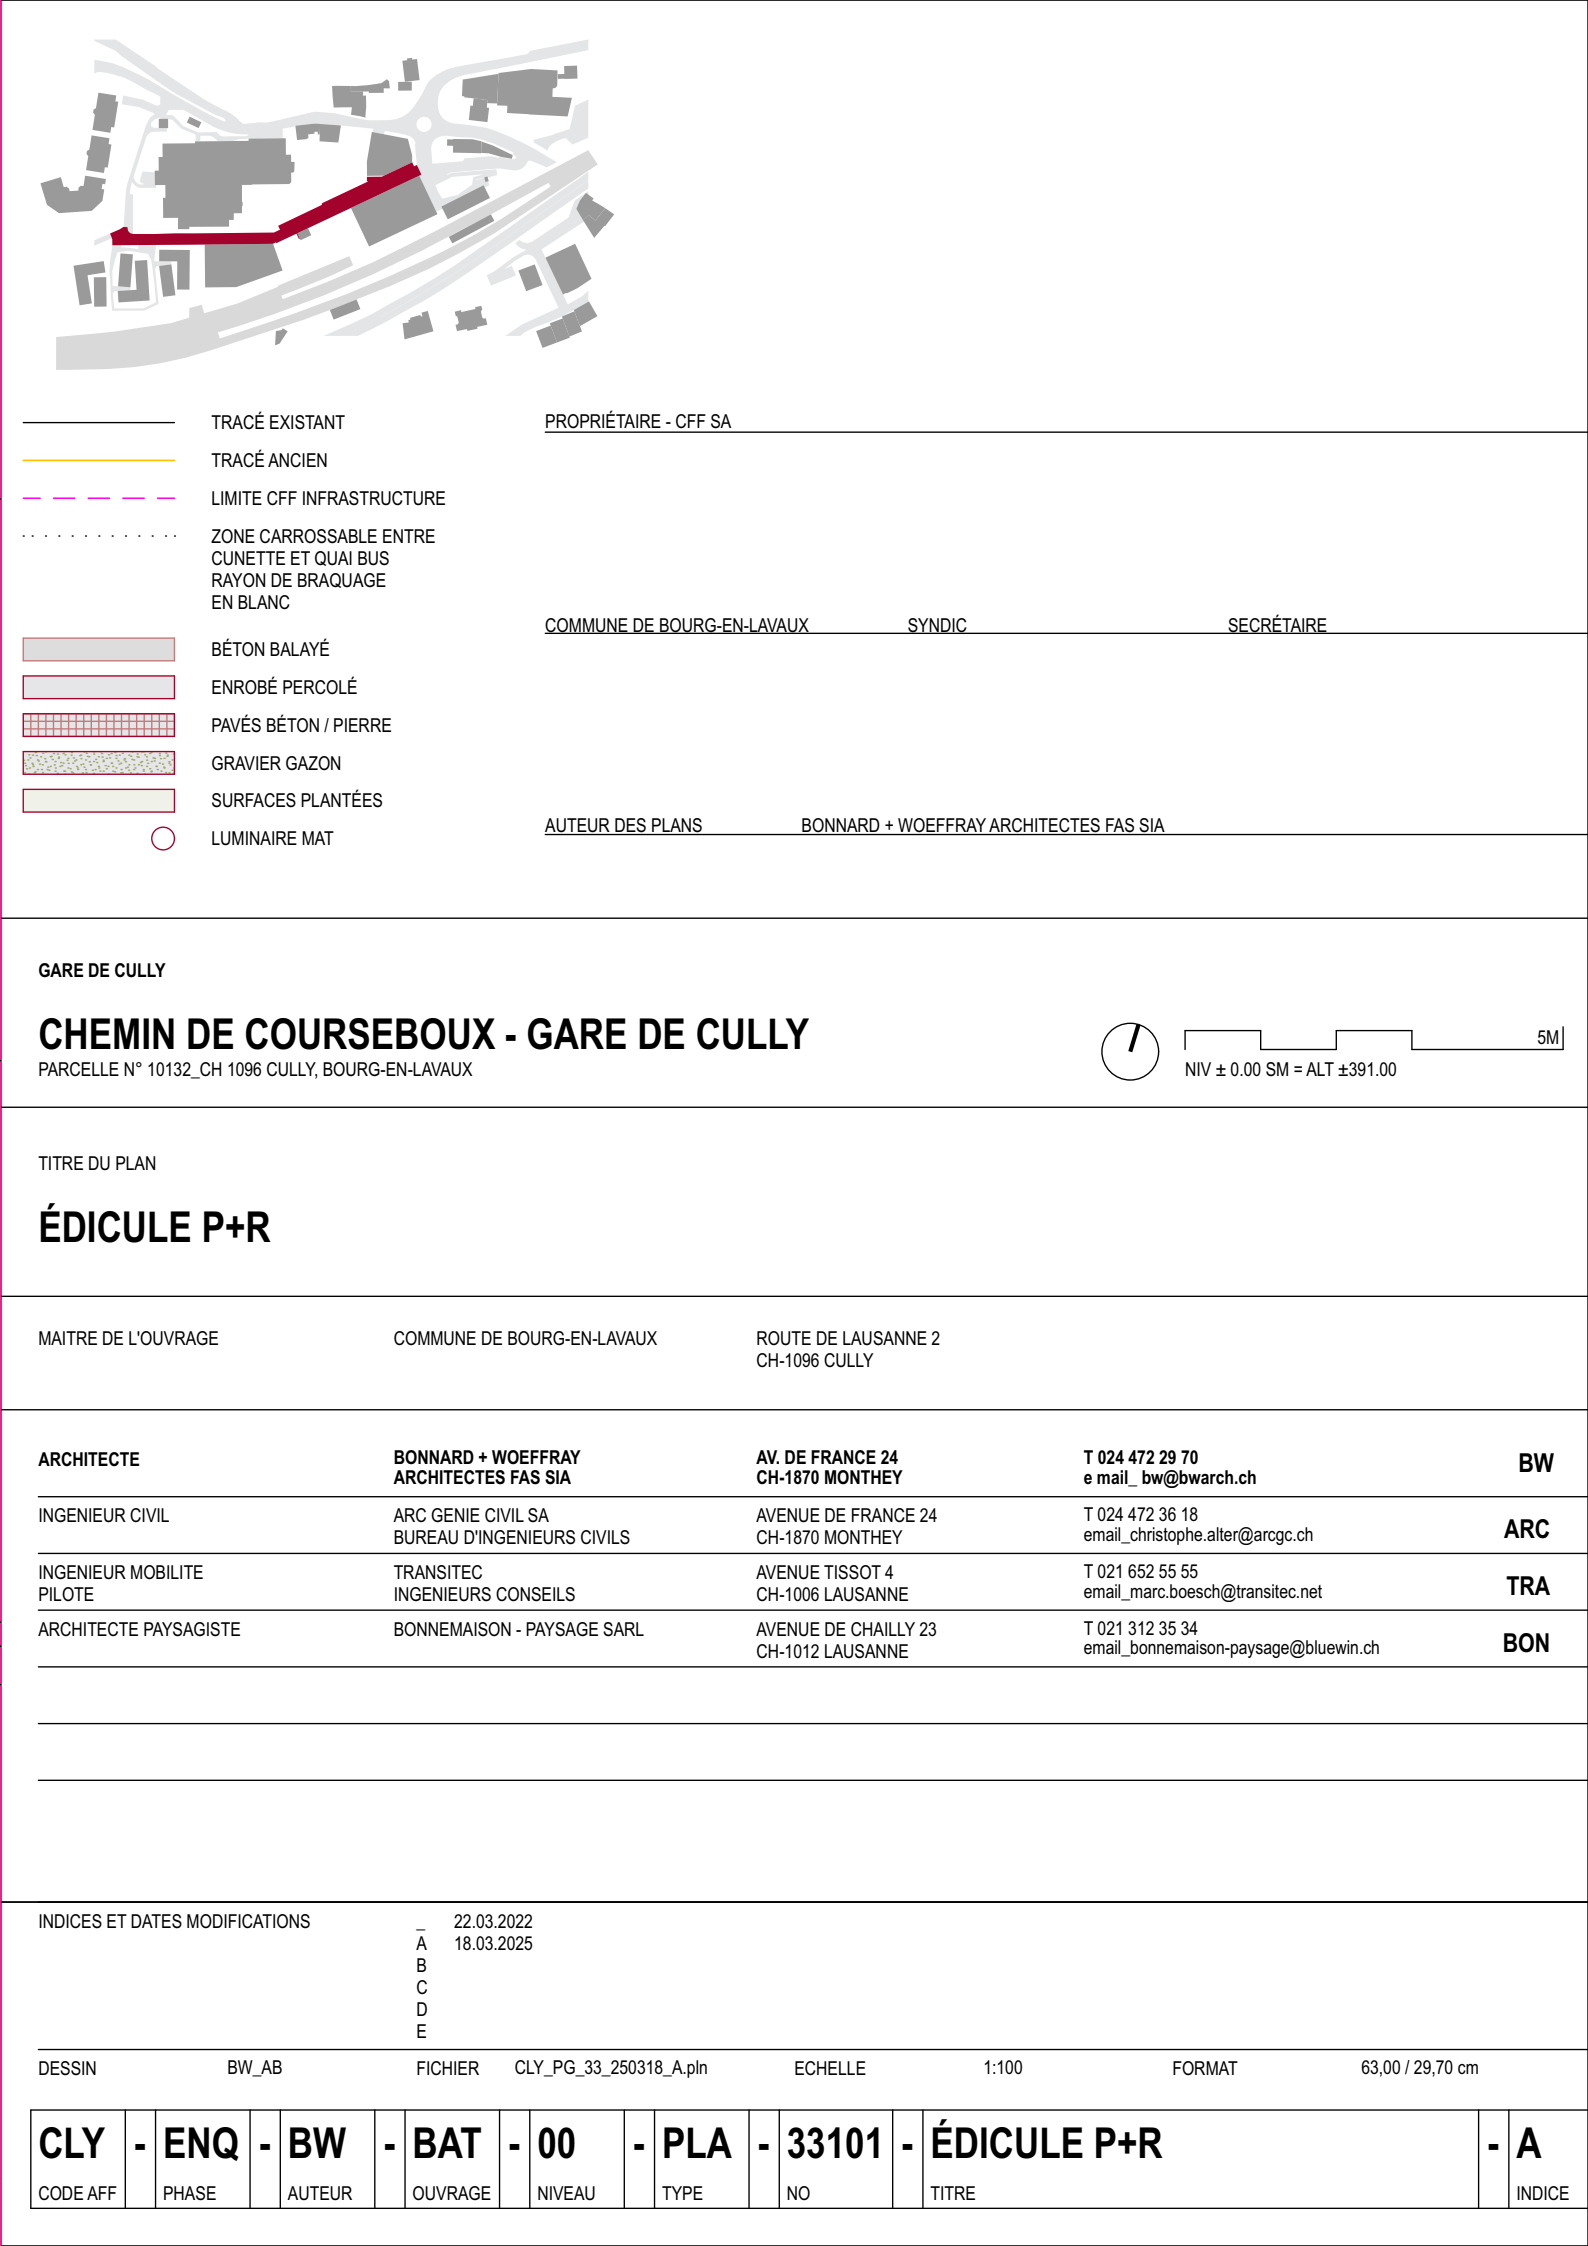 TRACÉ EXISTANT
TRACÉ ANCIEN
LIMITE CFF INFRASTRUCTURE
ZONE CARROSSABLE ENTRE
CUNETTE ET QUAI BUS
RAYON DE BRAQUAGE
EN BLANC
BÉTON BALAYÉ
ENROBÉ PERCOLÉ
PAVÉS BÉTON / PIERRE
GRAVIER GAZON
SURFACES PLANTÉES
LUMINAIRE MAT
PROPRIÉTAIRE - CFF SA
COMMUNE DE BOURG-EN-LAVAUX SYNDIC SECRÉTAIRE
AUTEUR DES PLANS BONNARD + WOEFFRAY ARCHITECTES FAS SIA
GARE DE CULLY
CHEMIN DE COURSEBOUX - GARE DE CULLY
PARCELLE N° 10132_CH 1096 CULLY, BOURG-EN-LAVAUX
5M
NIV ± 0.00 SM = ALT ±391.00
TITRE DU PLAN
ÉDICULE P+R
MAITRE DE L'OUVRAGE COMMUNE DE BOURG-EN-LAVAUX ROUTE DE LAUSANNE 2
CH-1096 CULLY
ARCHITECTE BONNARD + WOEFFRAY AV. DE FRANCE 24 T 024 472 29 70 BW
ARCHITECTES FAS SIA CH-1870 MONTHEY e mail_ bw@bwarch.ch
INGENIEUR CIVIL ARC GENIE CIVIL SA AVENUE DE FRANCE 24 T 024 472 36 18 ARC
BUREAU D'INGENIEURS CIVILS CH-1870 MONTHEY email_christophe.alter@arcgc.ch
INGENIEUR MOBILITE TRANSITEC AVENUE TISSOT 4 T 021 652 55 55 TRA
PILOTE INGENIEURS CONSEILS CH-1006 LAUSANNE email_marc.boesch@transitec.net
ARCHITECTE PAYSAGISTE BONNEMAISON - PAYSAGE SARL AVENUE DE CHAILLY 23 T 021 312 35 34 BON
CH-1012 LAUSANNE email_bonnemaison-paysage@bluewin.ch
INDICES ET DATES MODIFICATIONS _ 22.03.2022
A 18.03.2025
B
C
D
E
DESSIN BW_AB FICHIER CLY_PG_33_250318_A.pln ECHELLE 1:100 FORMAT 63,00 / 29,70 cm
CLY - ENQ - BW - BAT - 00 - PLA - 33101 - ÉDICULE P+R - A
CODE AFF PHASE AUTEUR OUVRAGE NIVEAU TYPE NO TITRE INDICE